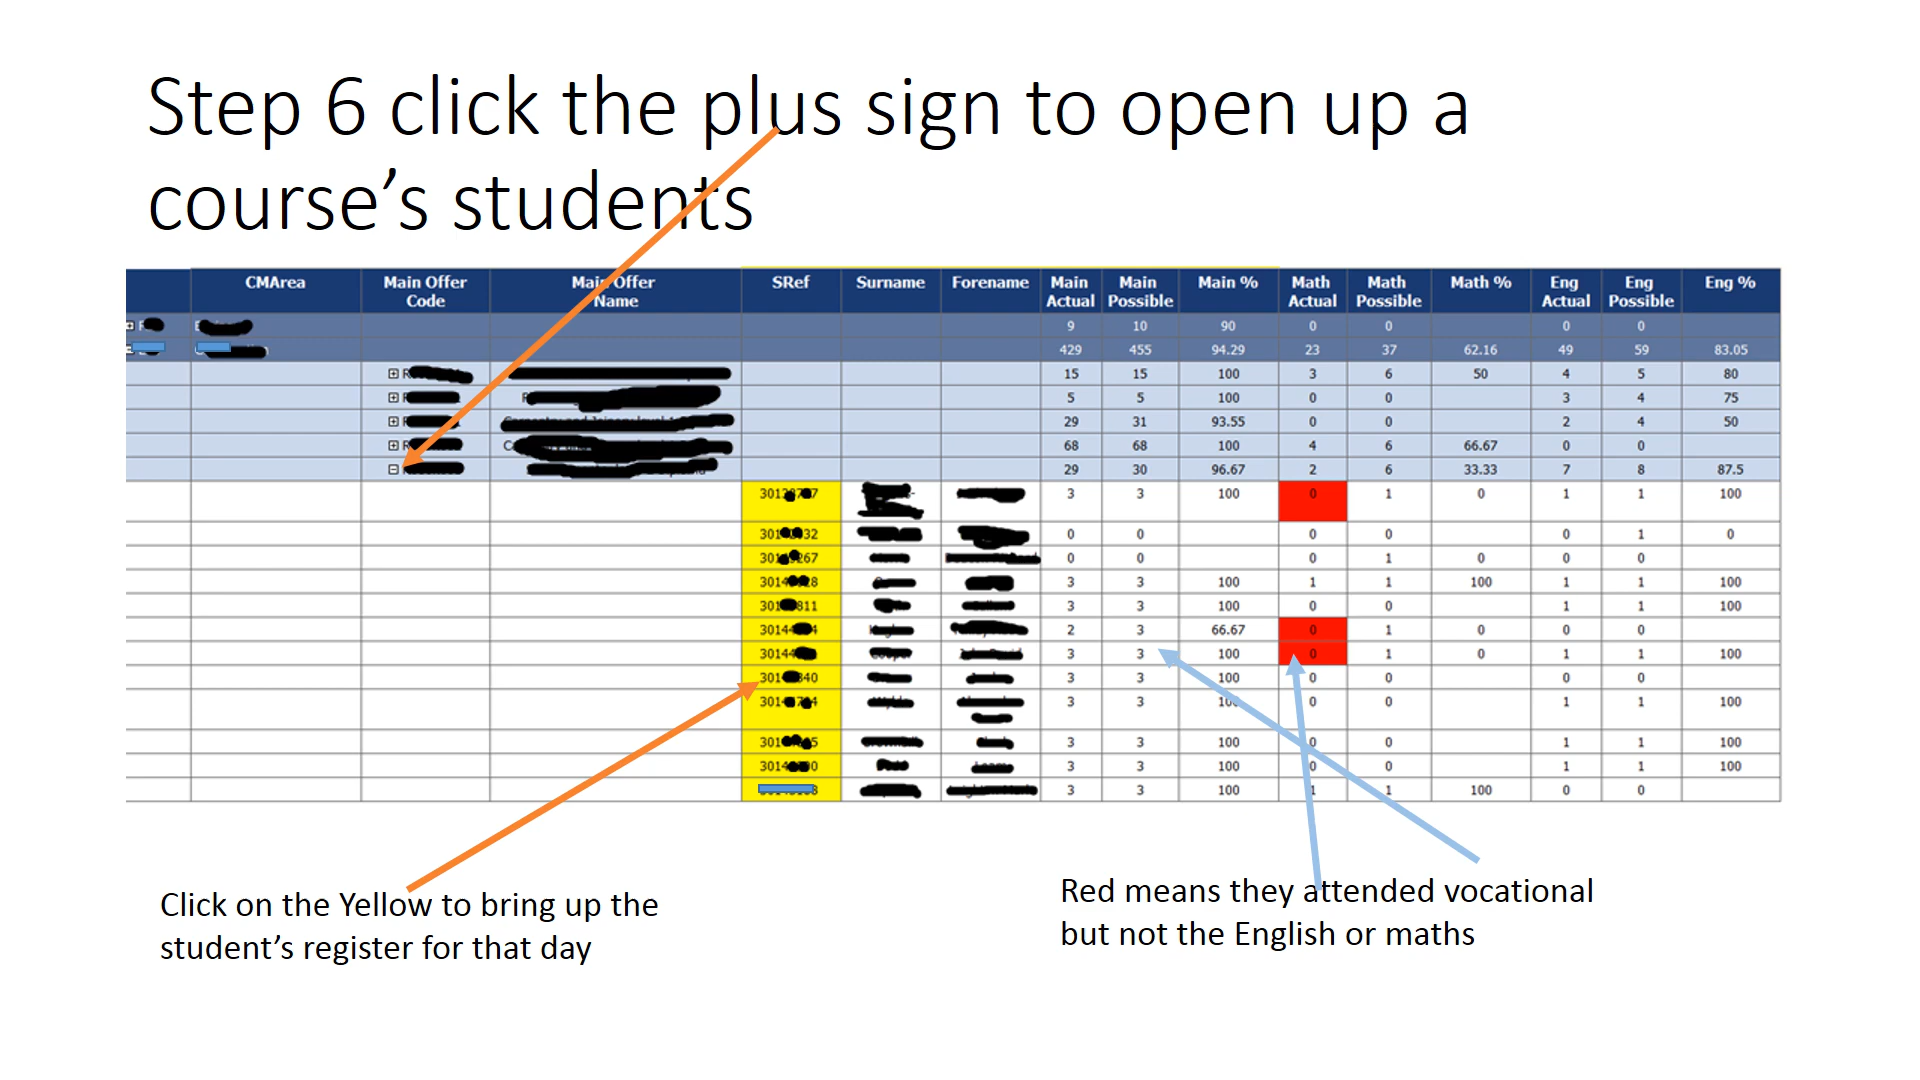 Step 6 click the plus sign to open up a
course’s students
CMArea Main Offer Code Main Offer Name SRef Surname Forename Main Actual Main Possible Main % Math Actual Math Possible Math % Eng Actual Eng Possible Eng %
9 10 90 0 0 0 0
429 455 94.29 23 37 62.16 49 59 83.05
15 15 100 3 6 50 4 5 80
5 5 100 0 0 3 4 75
29 31 93.55 0 0 2 4 50
68 68 100 4 6 66.67 0 0
29 30 96.67 2 6 33.33 7 8 87.5
3 3 100 0 1 0 1 1 100
0 0 0 0 0 1 0
0 0 0 1 0 0 0
3 3 100 1 1 100 1 1 100
3 3 100 0 0 1 1 100
2 3 66.67 0 1 0 0 0
3 3 100 0 1 0 1 1 100
3 3 100 0 0 0 0
3 3 100 0 0 1 1 100
3 3 100 0 0 1 1 100
3 3 100 0 0 1 1 100
3 3 100 1 1 100 0 0
Click on the Yellow to bring up the
student’s register for that day
Red means they attended vocational
but not the English or maths